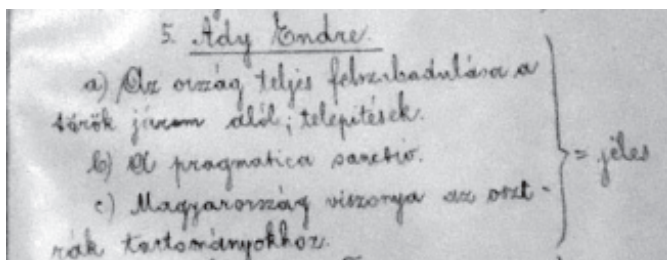 5. Ady Endre.
a) Az ország teljes felszabadulása a
török járom alól; telepítések.
b) A pragmatica sanctió.
= jeles
c) Magyarország viszonya az oszt-
rák tartományokhoz.